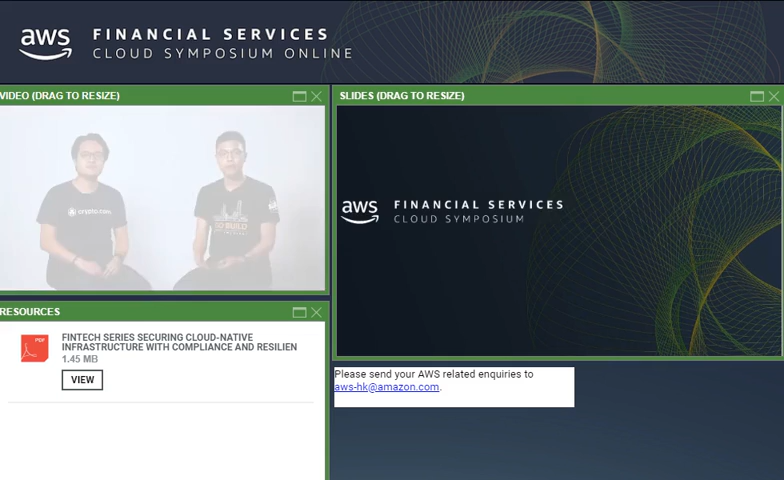 aws
FINANCIAL SERVICES
CLOUD SYMPOSIUM ONLINE
VIDEO (DRAG TO RESIZE)
crypto.com
GO BUILD
SLIDES (DRAG TO RESIZE)
aws
FINANCIAL SERVICES
CLOUD SYMPOSIUM
RESOURCES
PDF
FINTECH SERIES SECURING CLOUD-NATIVE
INFRASTRUCTURE WITH COMPLIANCE AND RESILIEN
1.45 MB
VIEW
Please send your AWS related enquiries to
aws-hk@amazon.com.